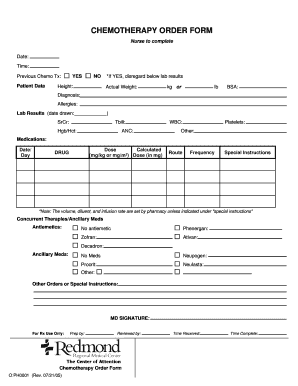 CHEMOTHERAPY ORDER FORM
Nurse to complete
Date:
Time:
Previous Chemo Tx: YES NO *If YES, disregard below lab results
Patient Data Height: Actual Weight: kg or lb BSA:
Diagnosis:
Allergies:
Lab Results (date drawn: )
SrCr: Tbili: WBC: Platelets:
Hgb/Hct: ANC: Other:
Medications:
Date/ Day DRUG Dose (mg/kg or mg/m²) Calculated Dose (in mg) Route Frequency Special Instructions
*Note: The volume, diluent, and infusion rate are set by pharmacy unless indicated under "special instructions"
Concurrent Therapies/Ancillary Meds
Antiemetics: No antiemetic Phenergan:
Zofran: Ativan:
Decadron:
Ancillary Meds: No Meds Neupogen:
Procrit: Neulasta:
Other:
Other Orders or Special Instructions:
MD SIGNATURE:
For Rx Use Only: Prep by: Reviewed by: Time Received: Time Complete:
Redmond
Regional Medical Center
The Center of Attention
Chemotherapy Order Form
(Rev. 07/21/05)